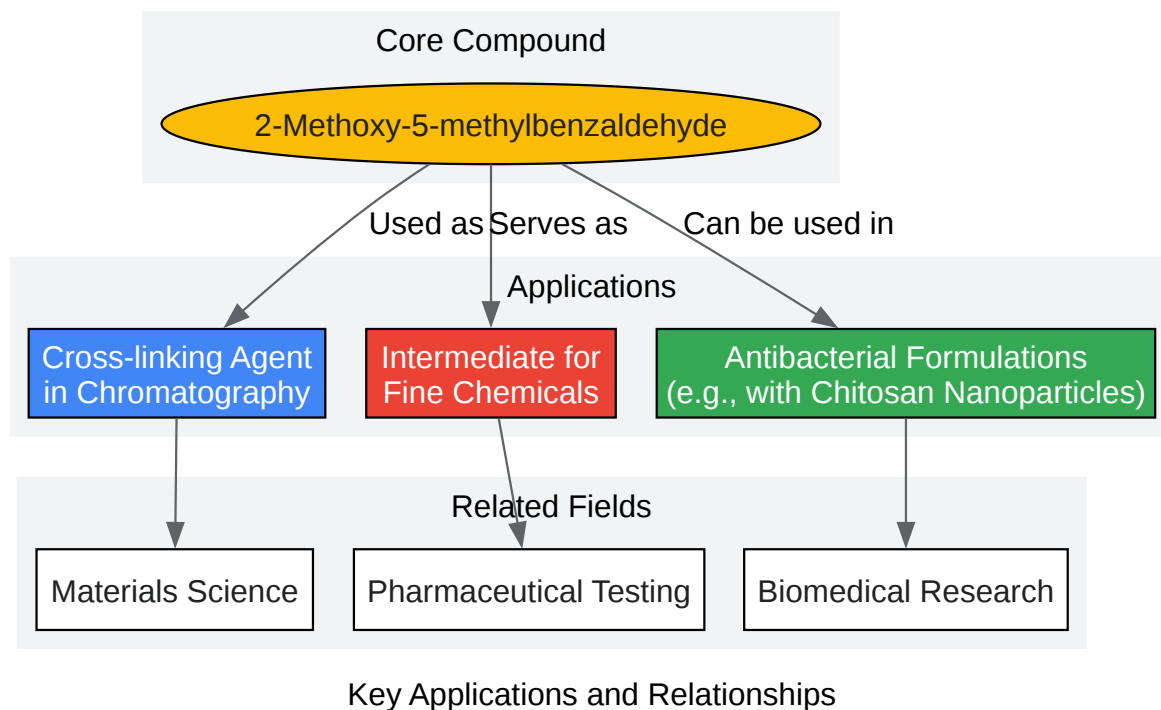 Core Compound
2-Methoxy-5-methylbenzaldehyde
Used as
Serves as
Can be used in
Applications
Cross-linking Agent
in Chromatography
Intermediate for
Fine Chemicals
Antibacterial Formulations
(e.g., with Chitosan Nanoparticles)
Related Fields
Materials Science
Pharmaceutical Testing
Biomedical Research
Key Applications and Relationships